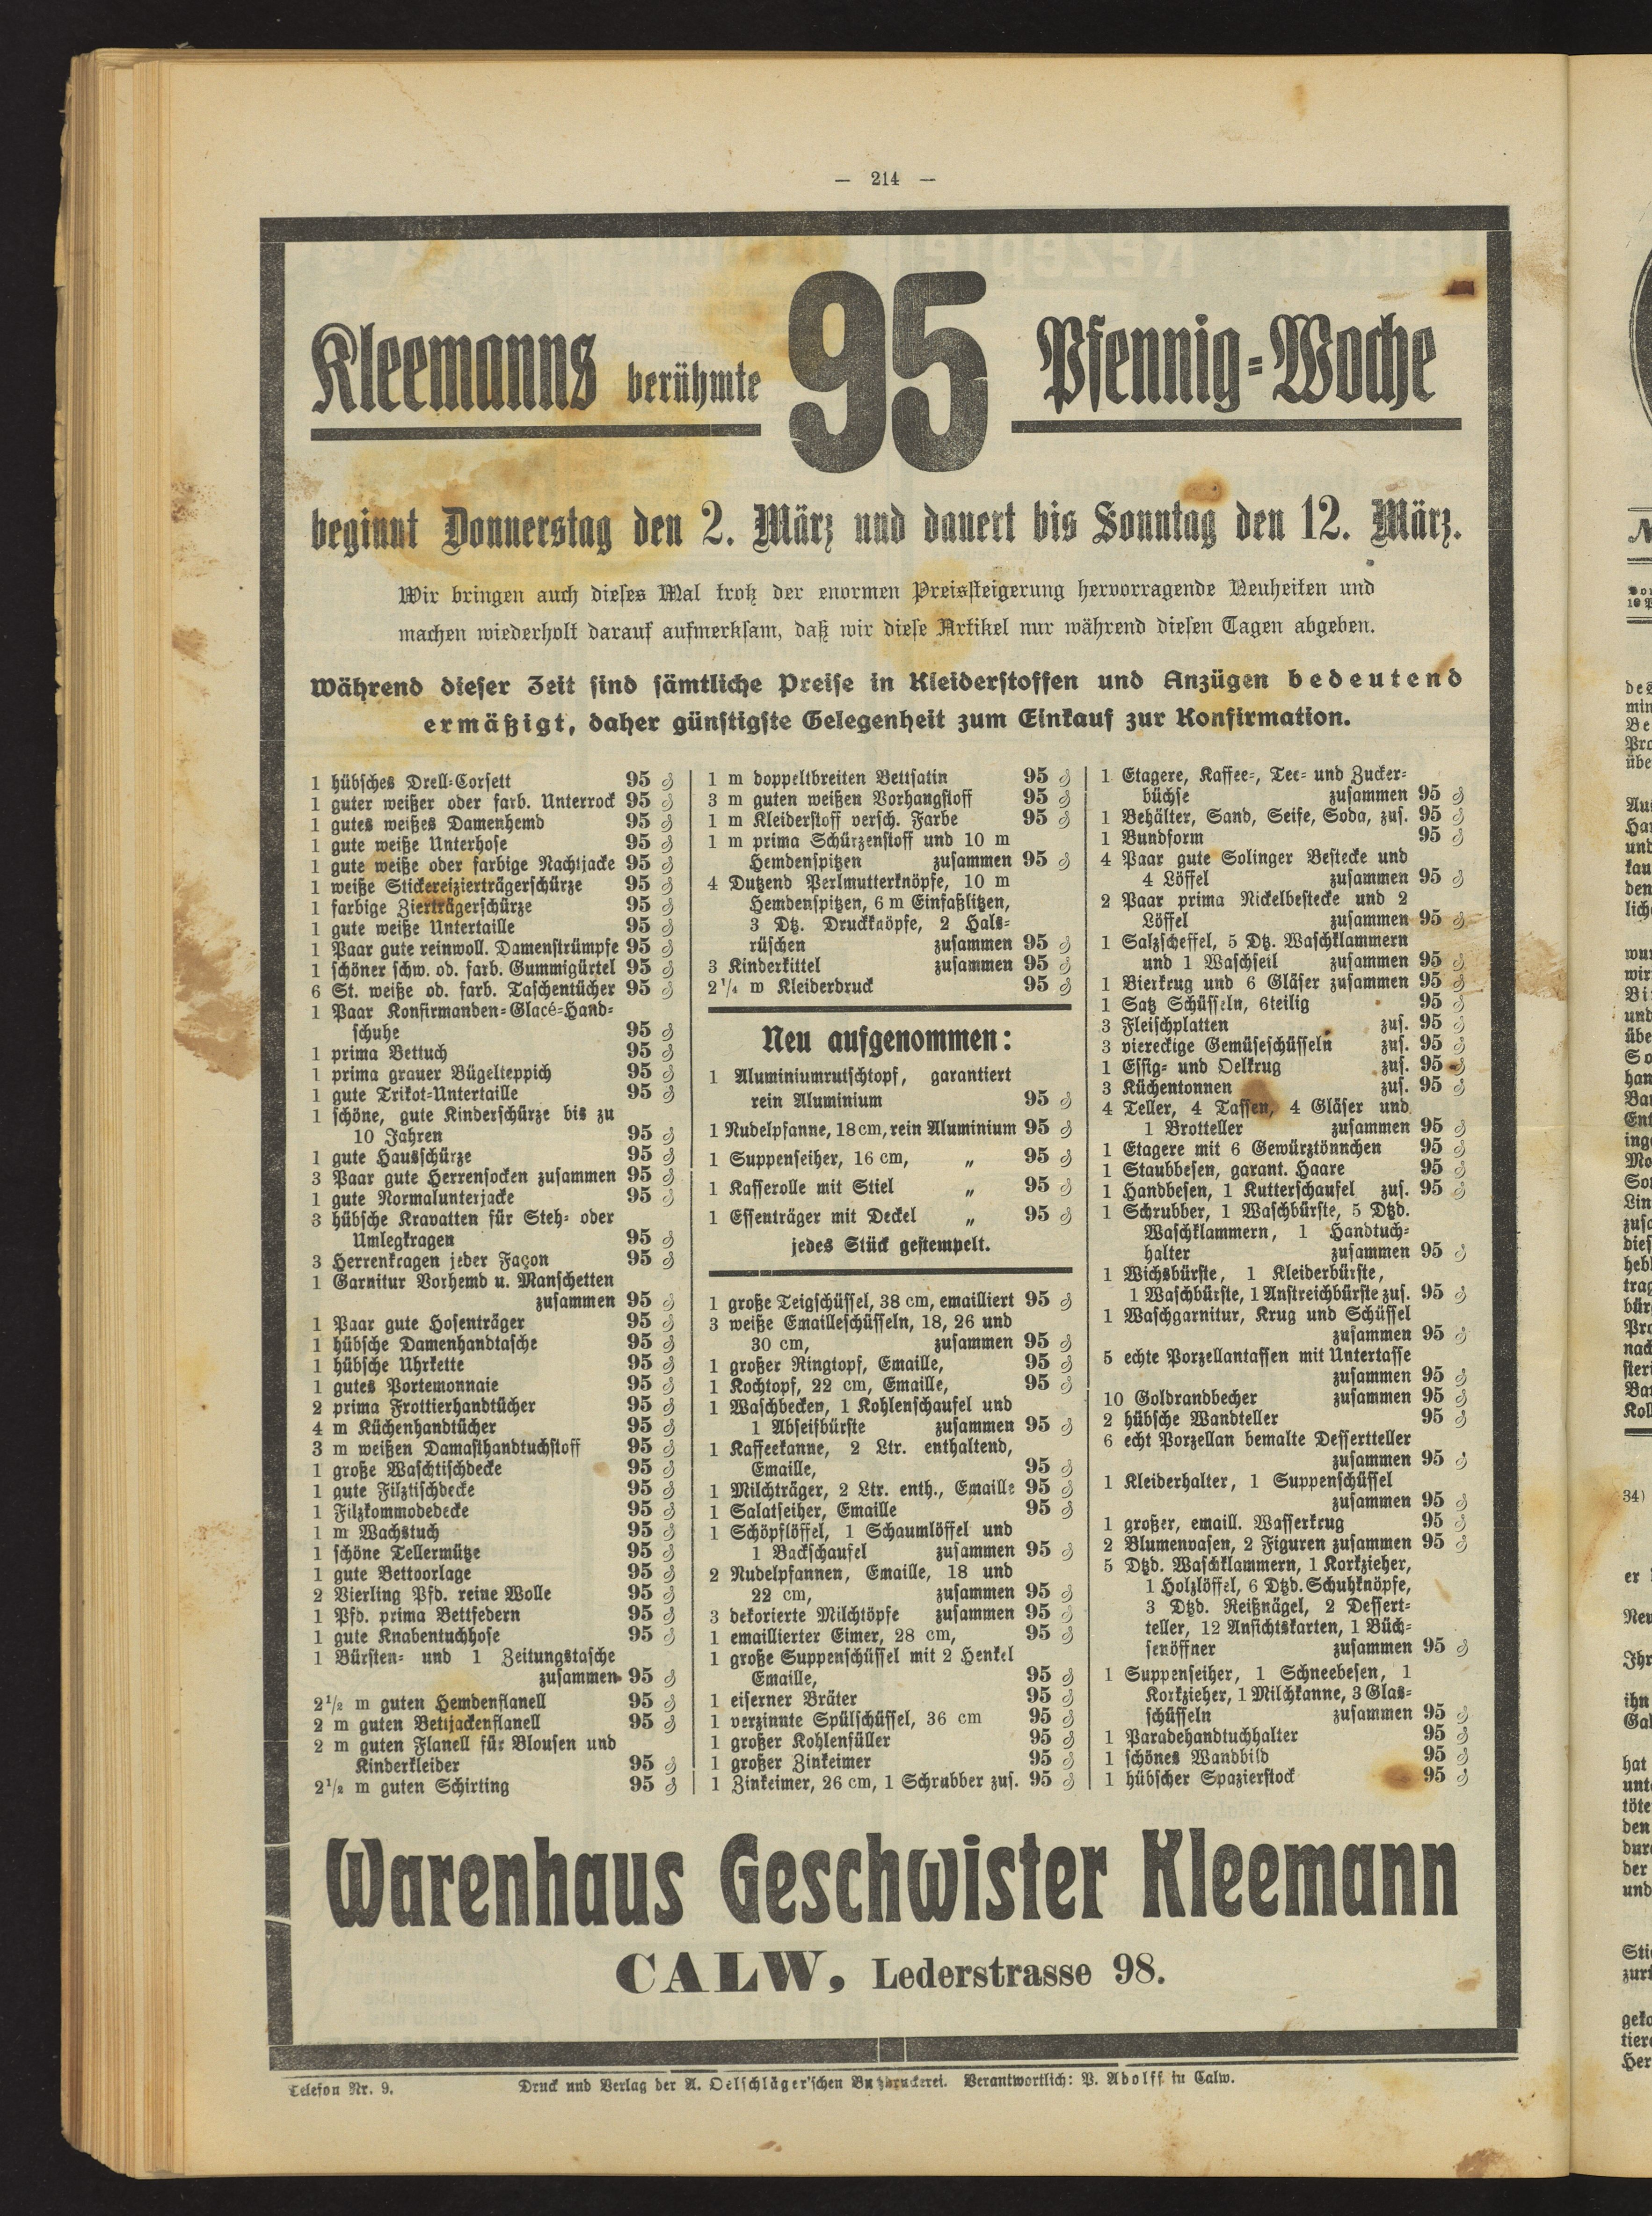 — 214 —
Kleemanns berühmte 95 Pfennig-Woche
beginnt Donnerstag den 2. März und dauert bis Sonntag den 12. März.
Wir bringen auch dieses Mal trotz der enormen Preissteigerung hervorragende Neuheiten und
machen wiederholt darauf aufmerksam, daß wir diese Artikel nur während diesen Tagen abgeben.
Während dieser Zeit sind sämtliche Preise in Kleiderstoffen und Anzügen bedeutend
ermäßigt, daher günstigste Gelegenheit zum Einkauf zur Konfirmation.
1 hübsches Drell-Corsett 95 ₰
1 guter weißer oder farb. Unterrock 95 ₰
1 gutes weißes Damenhemd 95 ₰
1 gute weiße Unterhose 95 ₰
1 gute weiße oder farbige Nachtjacke 95 ₰
1 weiße Stickereizierträgerschürze 95 ₰
1 farbige Zierträgerschürze 95 ₰
1 gute weiße Untertaille 95 ₰
1 Paar gute reinwoll. Damenstrümpfe 95 ₰
1 schöner schw. od. farb. Gummigürtel 95 ₰
6 St. weiße od. farb. Taschentücher 95 ₰
1 Paar Konfirmanden-Glacé-Hand-
schuhe 95 ₰
1 prima Bettuch 95 ₰
1 prima grauer Bügelteppich 95 ₰
1 gute Trikot-Untertaille 95 ₰
1 schöne, gute Kinderschürze bis zu
10 Jahren 95 ₰
1 gute Hausschürze 95 ₰
3 Paar gute Herrensocken zusammen 95 ₰
1 gute Normalunterjacke 95 ₰
3 hübsche Kravatten für Steh- oder
Umlegkragen 95 ₰
3 Herrenkragen jeder Façon 95 ₰
1 Garnitur Vorhemd u. Manschetten
zusammen 95 ₰
1 Paar gute Hosenträger 95 ₰
1 hübsche Damenhandtasche 95 ₰
1 hübsche Uhrkette 95 ₰
1 gutes Portemonnaie 95 ₰
2 prima Frottierhandtücher 95 ₰
4 m Küchenhandtücher 95 ₰
3 m weißen Damasthandtuchstoff 95 ₰
1 große Waschtischdecke 95 ₰
1 gute Filztischdecke 95 ₰
1 Filzkommodedecke 95 ₰
1 m Wachstuch 95 ₰
1 schöne Tellermütze 95 ₰
1 gute Bettvorlage 95 ₰
2 Vierling Pfd. reine Wolle 95 ₰
1 Pfd. prima Bettfedern 95 ₰
1 gute Knabentuchhose 95 ₰
1 Bürsten- und 1 Zeitungstasche
zusammen 95 ₰
2 1/2 m guten Hemdenflanell 95 ₰
2 m guten Bettjackenflanell 95 ₰
2 m guten Flanell für Blousen und
Kinderkleider 95 ₰
2 1/2 m guten Schirting 95 ₰
1 m doppeltbreiten Bettsatin 95 ₰
3 m guten weißen Vorhangstoff 95 ₰
1 m Kleiderstoff versch. Farbe 95 ₰
1 m prima Schürzenstoff und 10 m
Hemdenspitzen zusammen 95 ₰
4 Dutzend Perlmutterknöpfe, 10 m
Hemdenspitzen, 6 m Einfaßlitzen,
3 Dtz. Druckknöpfe, 2 Hals-
rüschen zusammen 95 ₰
3 Kinderkittel zusammen 95 ₰
2 1/4 m Kleiderdruck 95 ₰
Neu aufgenommen:
1 Aluminiumrutschtopf, garantiert
rein Aluminium 95 ₰
1 Nudelpfanne, 18 cm, rein Aluminium 95 ₰
1 Suppenseiher, 16 cm, „ 95 ₰
1 Kasserolle mit Stiel „ 95 ₰
1 Essenträger mit Deckel „ 95 ₰
jedes Stück gestempelt.
1 große Teigschüssel, 38 cm, emailliert 95 ₰
3 weiße Emailleschüsseln, 18, 26 und
30 cm, zusammen 95 ₰
1 großer Ringtopf, Emaille, 95 ₰
1 Kochtopf, 22 cm, Emaille, 95 ₰
1 Waschbecken, 1 Kohlenschaufel und
1 Abseifbürste zusammen 95 ₰
1 Kaffeekanne, 2 Ltr. enthaltend,
Emaille, 95 ₰
1 Milchträger, 2 Ltr. enth., Emaille 95 ₰
1 Salatseiher, Emaille 95 ₰
1 Schöpflöffel, 1 Schaumlöffel und
1 Backschaufel zusammen 95 ₰
2 Nudelpfannen, Emaille, 18 und
22 cm, zusammen 95 ₰
3 dekorierte Milchtöpfe zusammen 95 ₰
1 emaillierter Eimer, 28 cm, 95 ₰
1 große Suppenschüssel mit 2 Henkel
Emaille, 95 ₰
1 eiserner Bräter 95 ₰
1 verzinnte Spülschüssel, 36 cm 95 ₰
1 großer Kohlenfüller 95 ₰
1 großer Zinkeimer 95 ₰
1 Zinkeimer, 26 cm, 1 Schrubber zus. 95 ₰
1 Etagere, Kaffee-, Tee- und Zucker-
büchse zusammen 95 ₰
1 Behälter, Sand, Seife, Soda, zus. 95 ₰
1 Bundform 95 ₰
4 Paar gute Solinger Bestecke und
4 Löffel zusammen 95 ₰
2 Paar prima Nickelbestecke und 2
Löffel zusammen 95 ₰
1 Salzscheffel, 5 Dtz. Waschklammern
und 1 Waschseil zusammen 95 ₰
1 Bierkrug und 6 Gläser zusammen 95 ₰
1 Satz Schüsseln, 6teilig 95 ₰
3 Fleischplatten zus. 95 ₰
3 viereckige Gemüseschüsseln zus. 95 ₰
1 Essig- und Oelkrug zus. 95 ₰
3 Küchentonnen zus. 95 ₰
4 Teller, 4 Tassen, 4 Gläser und
1 Brotteller zusammen 95 ₰
1 Etagere mit 6 Gewürztönnchen 95 ₰
1 Staubbesen, garant. Haare 95 ₰
1 Handbesen, 1 Kutterschaufel zus. 95 ₰
1 Schrubber, 1 Waschbürste, 5 Dtzd.
Waschklammern, 1 Handtuch-
halter zusammen 95 ₰
1 Wichsbürste, 1 Kleiderbürste,
1 Waschbürste, 1 Anstreichbürste zus. 95 ₰
1 Waschgarnitur, Krug und Schüssel
zusammen 95 ₰
5 echte Porzellantassen mit Untertasse
zusammen 95 ₰
10 Goldrandbecher zusammen 95 ₰
2 hübsche Wandteller 95 ₰
6 echt Porzellan bemalte Dessertteller
zusammen 95 ₰
1 Kleiderhalter, 1 Suppenschüssel
zusammen 95 ₰
1 großer, emaill. Wasserkrug 95 ₰
2 Blumenvasen, 2 Figuren zusammen 95 ₰
5 Dtzd. Waschklammern, 1 Korkzieher,
1 Holzlöffel, 6 Dtzd. Schuhknöpfe,
3 Dtzd. Reißnägel, 2 Dessert-
teller, 12 Ansichtskarten, 1 Büch-
senöffner zusammen 95 ₰
1 Suppenseiher, 1 Schneebesen, 1
Korkzieher, 1 Milchkanne, 3 Glas-
schüsseln zusammen 95 ₰
1 Paradehandtuchhalter 95 ₰
1 schönes Wandbild 95 ₰
1 hübscher Spazierstock 95 ₰
Warenhaus Geschwister Kleemann
CALW, Lederstrasse 98.
Telefon Nr. 9. Druck und Verlag der A. Oelschläger'schen Buchdruckerei. Verantwortlich: P. Adolff in Calw.